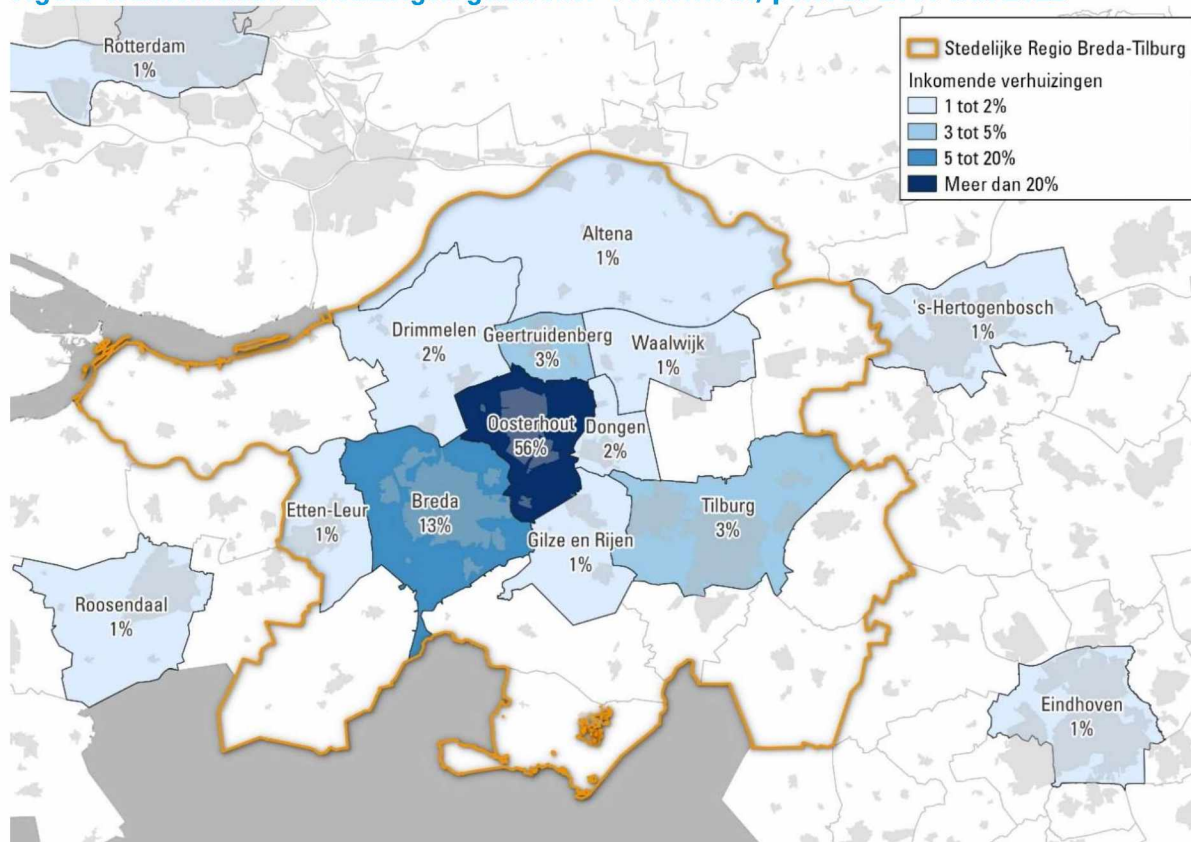 Rotterdam
1%
Stedelijke Regio Breda-Tilburg
Inkomende verhuizingen
1 tot 2%
3 tot 5%
5 tot 20%
Meer dan 20%
Altena
1%
's-Hertogenbosch
1%
Drimmelen
2%
Geertruidenberg
3%
Waalwijk
1%
Oosterhout
56%
Dongen
2%
Etten-Leur
1%
Breda
13%
Gilze en Rijen
1%
Tilburg
3%
Roosendaal
1%
Eindhoven
1%